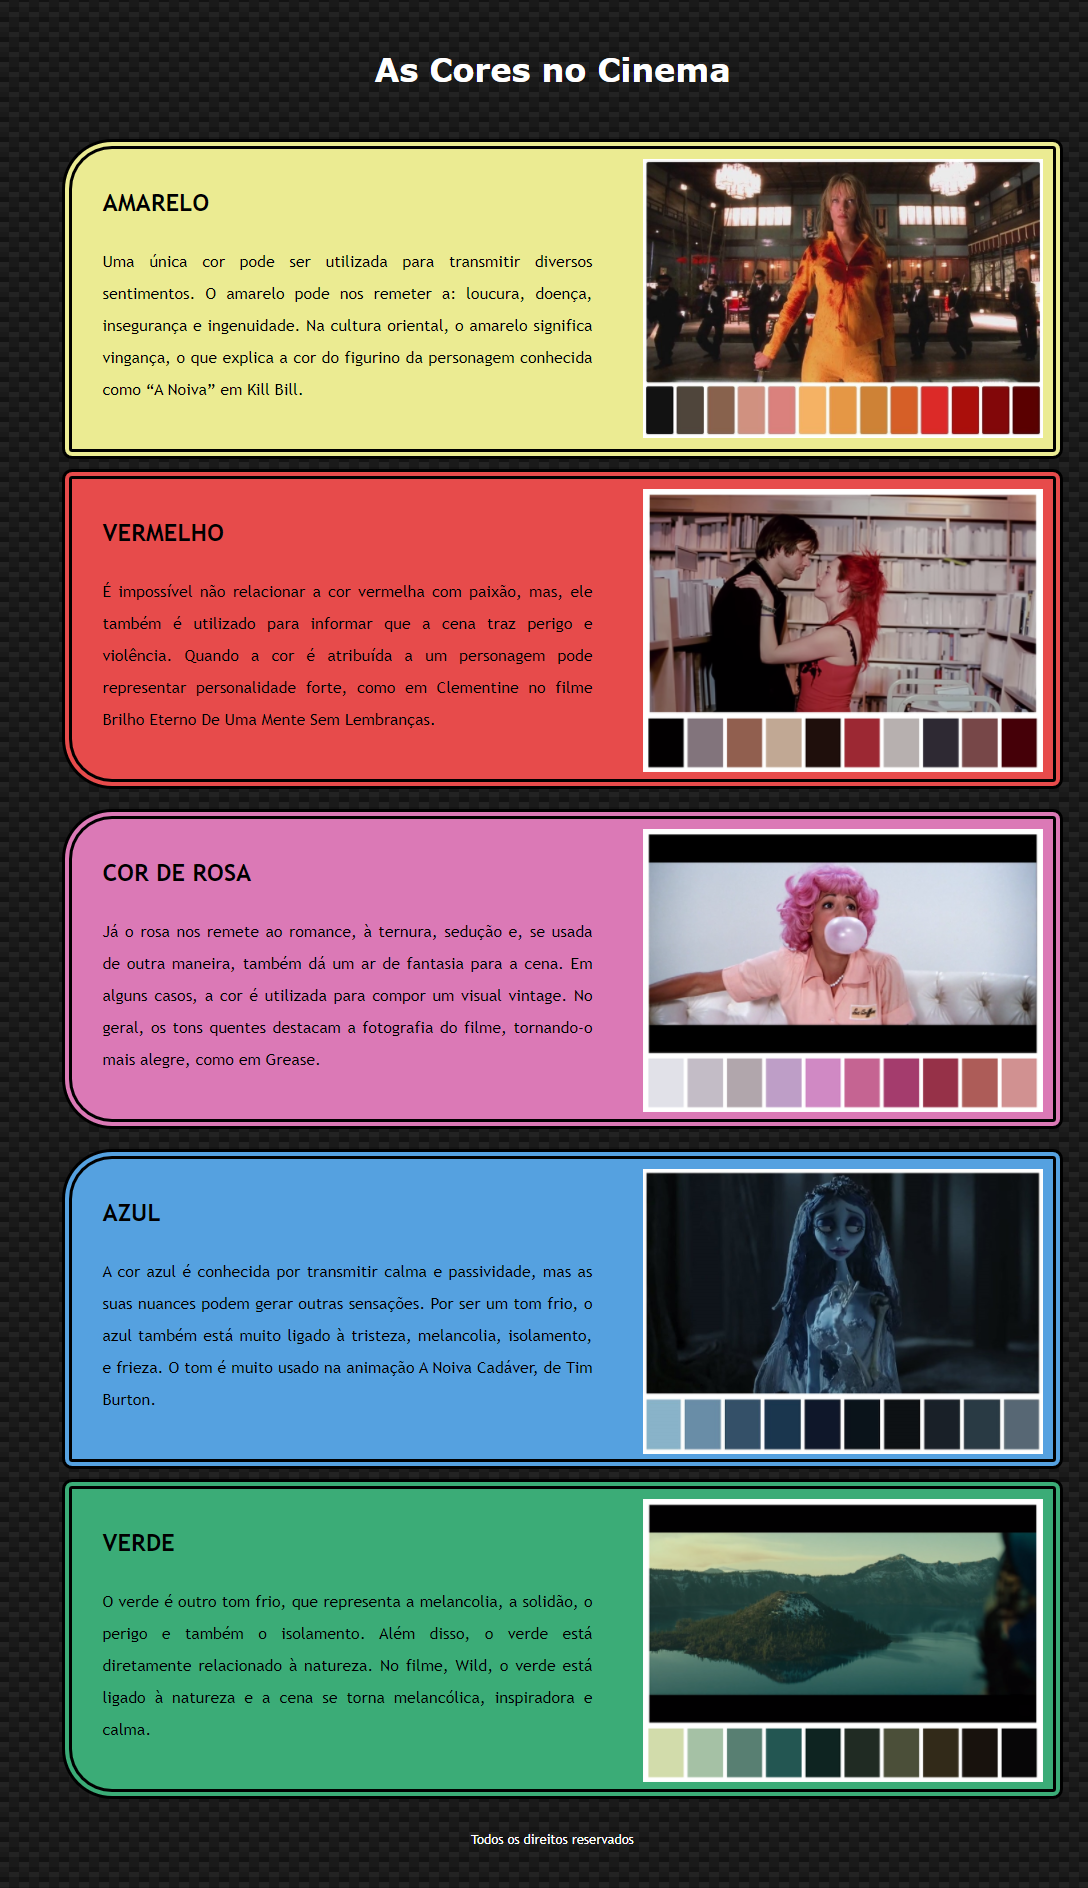 As Cores no Cinema
AMARELO
Uma única cor pode ser utilizada para transmitir diversos
sentimentos. O amarelo pode nos remeter a: loucura, doença,
insegurança e ingenuidade. Na cultura oriental, o amarelo significa
vingança, o que explica a cor do figurino da personagem conhecida
como “A Noiva” em Kill Bill.
VERMELHO
É impossível não relacionar a cor vermelha com paixão, mas, ele
também é utilizado para informar que a cena traz perigo e
violência. Quando a cor é atribuída a um personagem pode
representar personalidade forte, como em Clementine no filme
Brilho Eterno De Uma Mente Sem Lembranças.
COR DE ROSA
Já o rosa nos remete ao romance, à ternura, sedução e, se usada
de outra maneira, também dá um ar de fantasia para a cena. Em
alguns casos, a cor é utilizada para compor um visual vintage. No
geral, os tons quentes destacam a fotografia do filme, tornando-o
mais alegre, como em Grease.
AZUL
A cor azul é conhecida por transmitir calma e passividade, mas as
suas nuances podem gerar outras sensações. Por ser um tom frio, o
azul também está muito ligado à tristeza, melancolia, isolamento,
e frieza. O tom é muito usado na animação A Noiva Cadáver, de Tim
Burton.
VERDE
O verde é outro tom frio, que representa a melancolia, a solidão, o
perigo e também o isolamento. Além disso, o verde está
diretamente relacionado à natureza. No filme, Wild, o verde está
ligado à natureza e a cena se torna melancólica, inspiradora e
calma.
Todos os direitos reservados